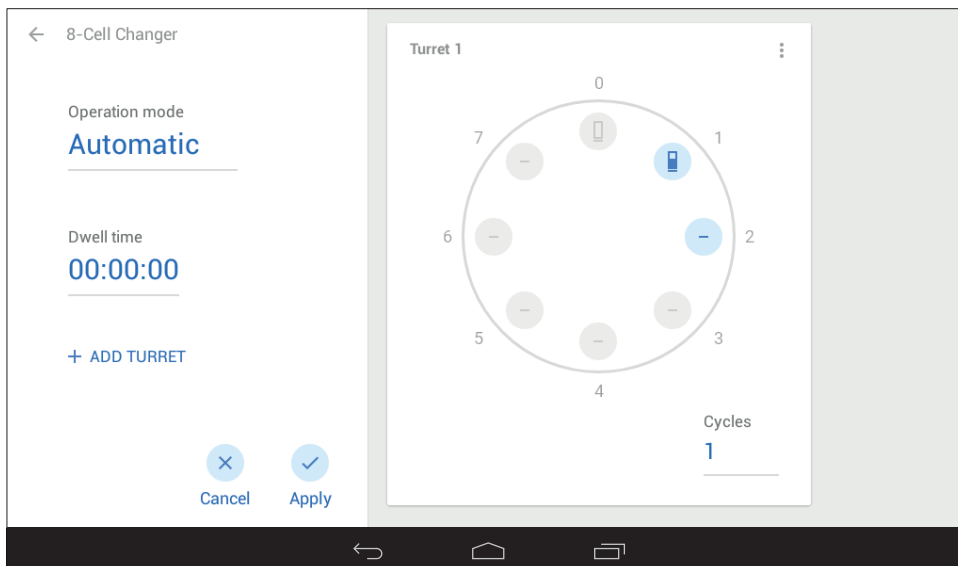 8-Cell Changer
Operation mode
Automatic
Dwell time
00:00:00
+ ADD TURRET
Cancel
Apply
Turret 1
0
1
2
3
4
5
6
7
Cycles
1